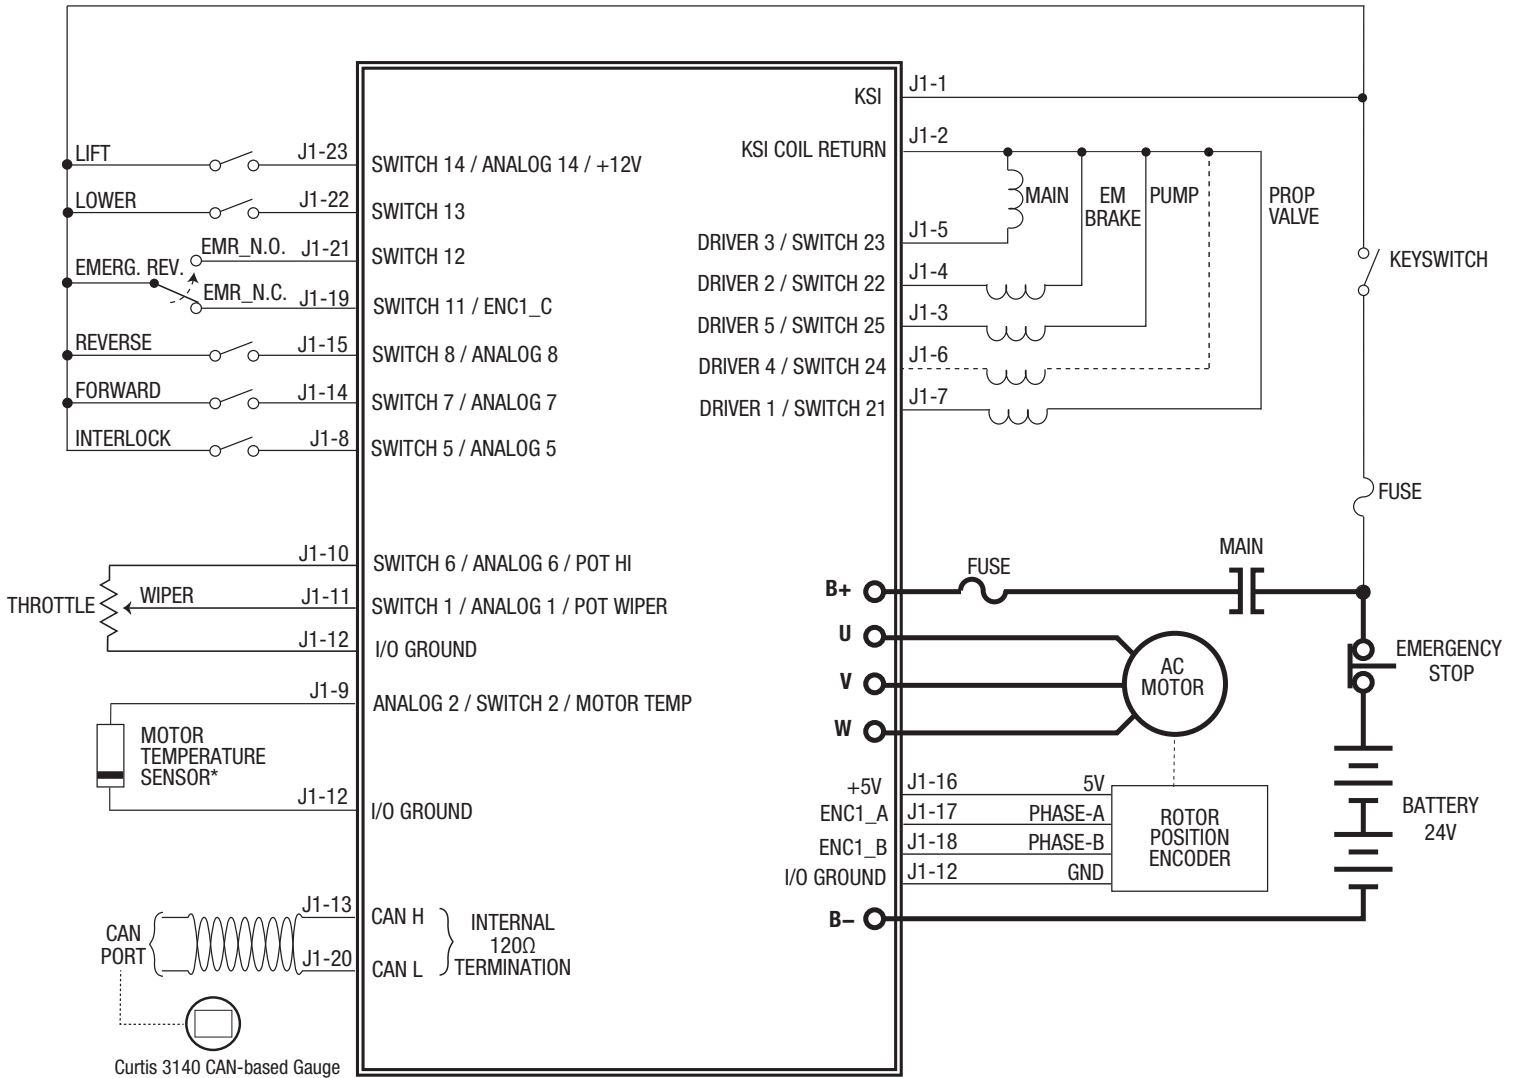 KSI
J1-1
KSI COIL RETURN
J1-2
MAIN
EM
BRAKE
PUMP
PROP
VALVE
DRIVER 3 / SWITCH 23
J1-5
DRIVER 2 / SWITCH 22
J1-4
DRIVER 5 / SWITCH 25
J1-3
DRIVER 4 / SWITCH 24
J1-6
DRIVER 1 / SWITCH 21
J1-7
KEYSWITCH
FUSE
LIFT
J1-23
SWITCH 14 / ANALOG 14 / +12V
LOWER
J1-22
SWITCH 13
EMERG. REV.
EMR_N.O.
J1-21
SWITCH 12
EMR_N.C.
J1-19
SWITCH 11 / ENC1_C
REVERSE
J1-15
SWITCH 8 / ANALOG 8
FORWARD
J1-14
SWITCH 7 / ANALOG 7
INTERLOCK
J1-8
SWITCH 5 / ANALOG 5
THROTTLE
WIPER
J1-10
SWITCH 6 / ANALOG 6 / POT HI
J1-11
SWITCH 1 / ANALOG 1 / POT WIPER
J1-12
I/O GROUND
J1-9
ANALOG 2 / SWITCH 2 / MOTOR TEMP
MOTOR
TEMPERATURE
SENSOR*
J1-12
I/O GROUND
CAN
PORT
J1-13
CAN H
J1-20
CAN L
INTERNAL
120Ω
TERMINATION
Curtis 3140 CAN-based Gauge
B+
FUSE
MAIN
U
V
W
AC
MOTOR
EMERGENCY
STOP
BATTERY
24V
+5V
J1-16
5V
ENC1_A
J1-17
PHASE-A
ENC1_B
J1-18
PHASE-B
I/O GROUND
J1-12
GND
ROTOR
POSITION
ENCODER
B–